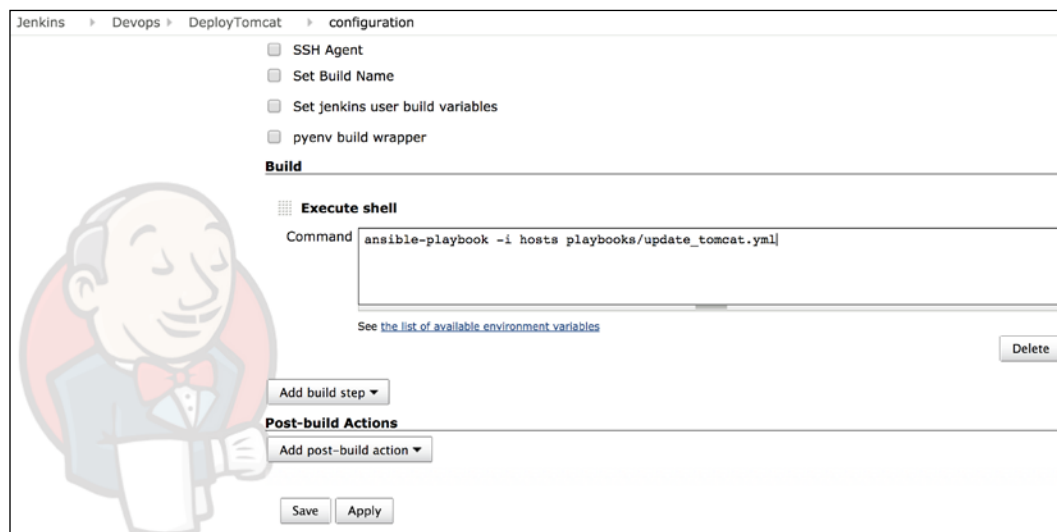 Jenkins Devops DeployTomcat configuration
SSH Agent
Set Build Name
Set jenkins user build variables
pyenv build wrapper
Build
Execute shell
Command ansible-playbook -i hosts playbooks/update_tomcat.yml
See the list of available environment variables
Delete
Add build step
Post-build Actions
Add post-build action
Save Apply